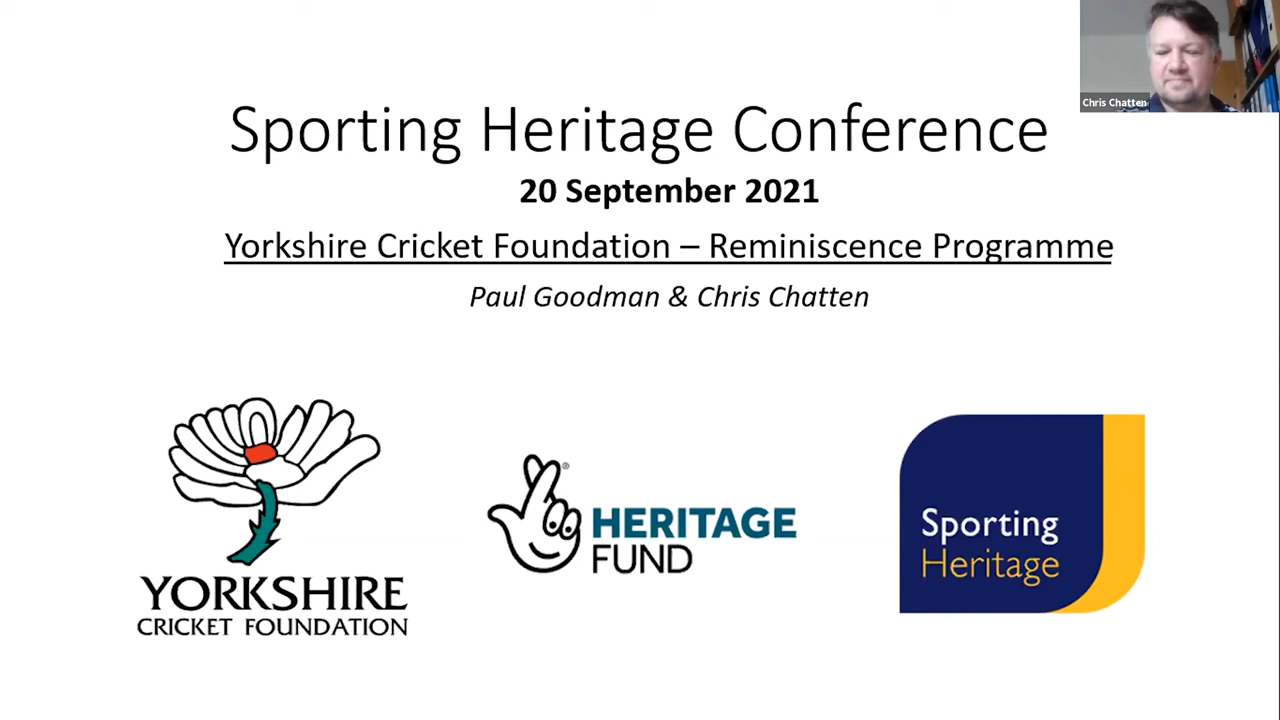 Chris Chatten
Sporting Heritage Conference
20 September 2021
Yorkshire Cricket Foundation – Reminiscence Programme
Paul Goodman & Chris Chatten
YORKSHIRE
CRICKET FOUNDATION
®
HERITAGE
FUND
Sporting
Heritage